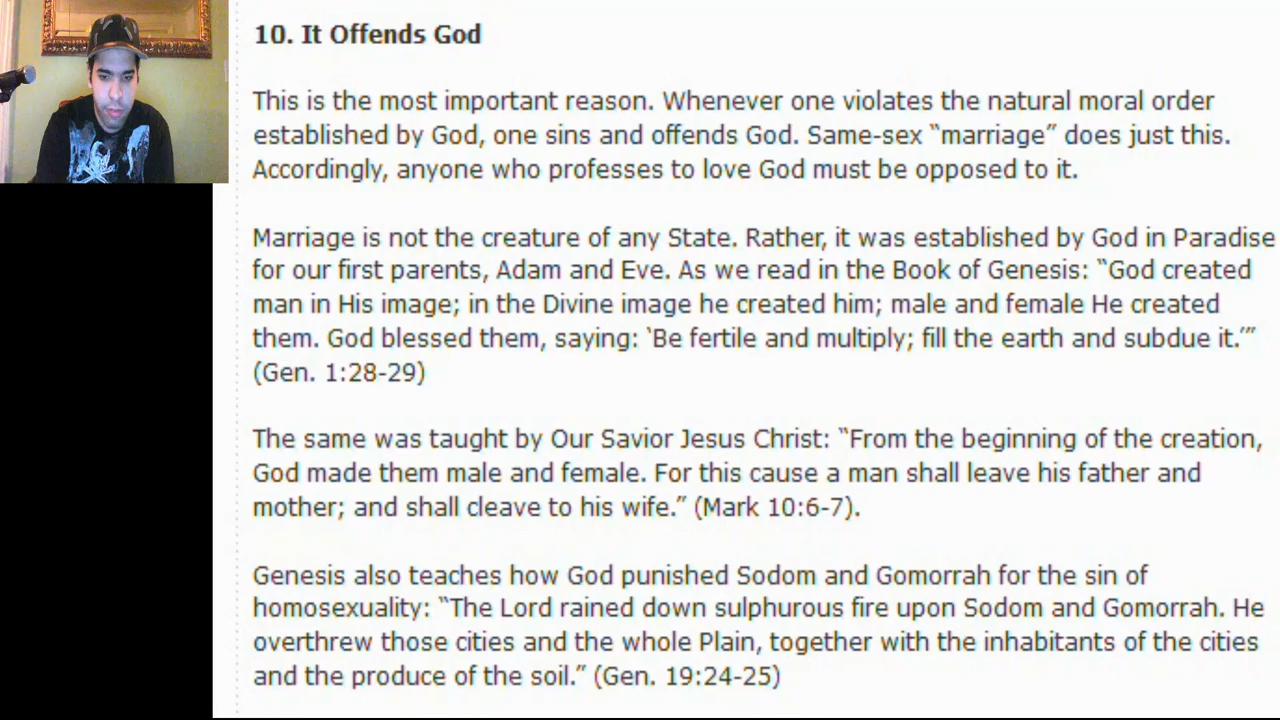 10. It Offends God
This is the most important reason. Whenever one violates the natural moral order
established by God, one sins and offends God. Same-sex “marriage” does just this.
Accordingly, anyone who professes to love God must be opposed to it.
Marriage is not the creature of any State. Rather, it was established by God in Paradise
for our first parents, Adam and Eve. As we read in the Book of Genesis: “God created
man in His image; in the Divine image he created him; male and female He created
them. God blessed them, saying: ‘Be fertile and multiply; fill the earth and subdue it.’”
(Gen. 1:28-29)
The same was taught by Our Savior Jesus Christ: “From the beginning of the creation,
God made them male and female. For this cause a man shall leave his father and
mother; and shall cleave to his wife.” (Mark 10:6-7).
Genesis also teaches how God punished Sodom and Gomorrah for the sin of
homosexuality: “The Lord rained down sulphurous fire upon Sodom and Gomorrah. He
overthrew those cities and the whole Plain, together with the inhabitants of the cities
and the produce of the soil.” (Gen. 19:24-25)